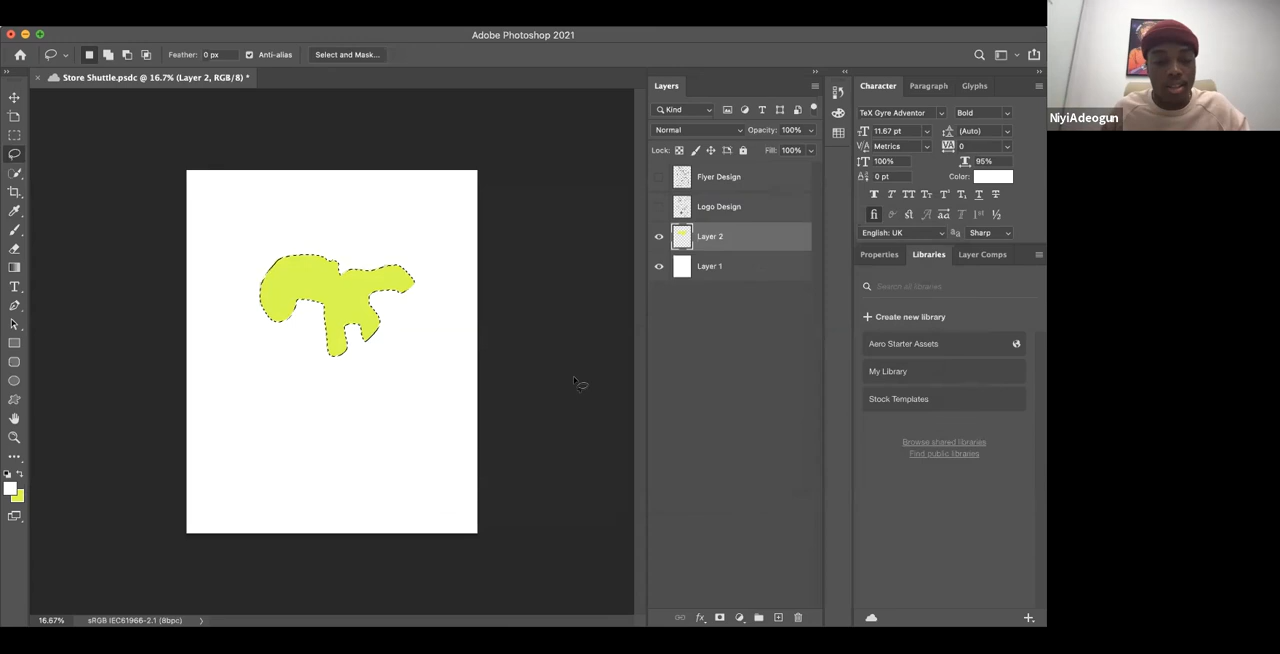 Adobe Photoshop 2021
Feather: 0 px Anti-alias Select and Mask...
Store Shuttle.psdc @ 16.7% (Layer 2, RGB/8) *
Layers
Kind
Normal Opacity: 100%
Lock: Fill: 100%
Flyer Design
Logo Design
Layer 2
Layer 1
fx
Character Paragraph Glyphs
TeX Gyre Adventor Bold
11.67 pt (Auto)
Metrics 0
100% 95%
0 pt Color:
English: UK Sharp
Properties Libraries Layer Comps
Search all libraries
Create new library
Aero Starter Assets
My Library
Stock Templates
Browse shared libraries
Find public libraries
16.67% sRGB IEC61966-2.1 (8bpc)
NiyiAdeogun